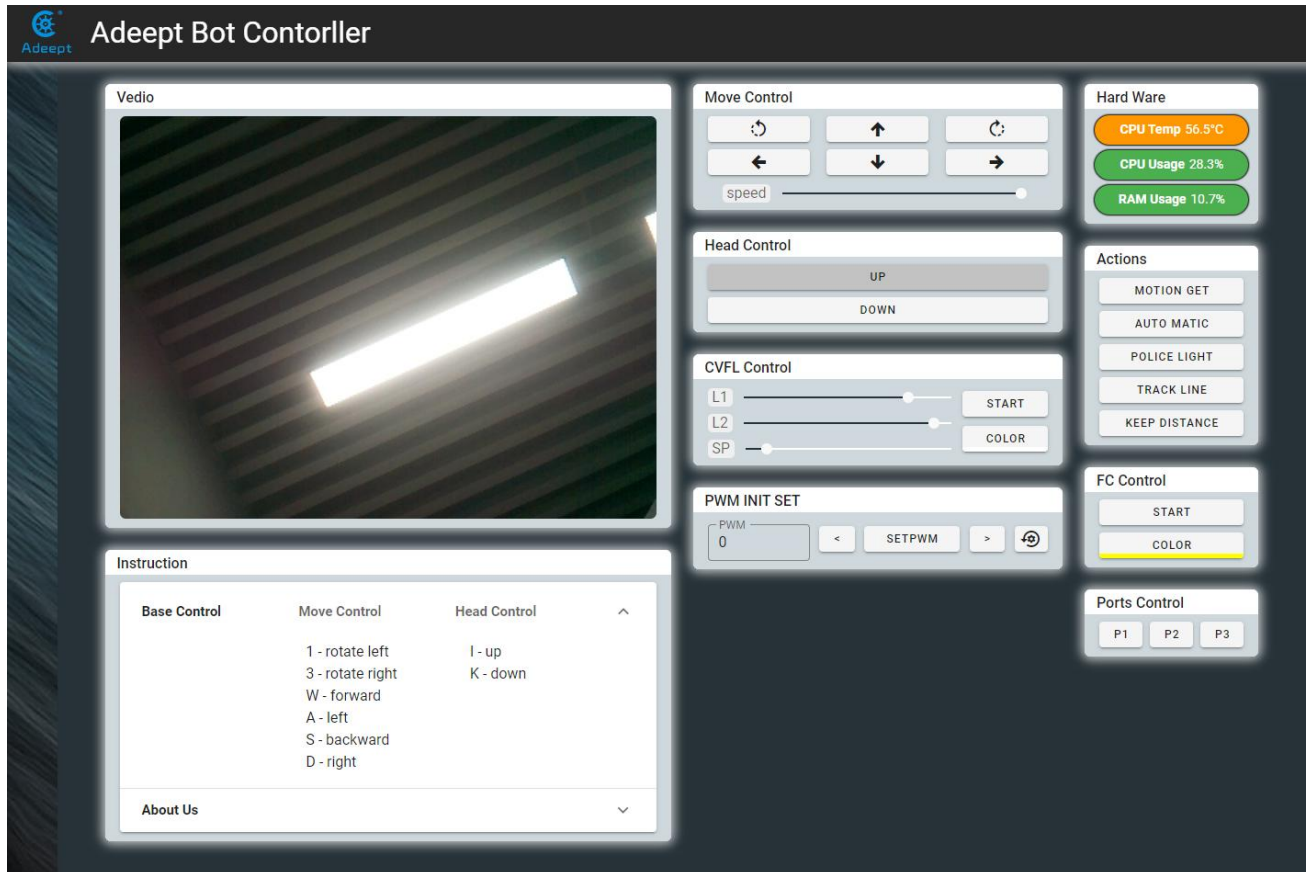 Adeept
Adeept Bot Contorller
Vedio
Move Control
speed
Head Control
UP
DOWN
CVFL Control
L1
L2
SP
START
COLOR
PWM INIT SET
PWM
0
<
SETPWM
>
Hard Ware
CPU Temp 56.5°C
CPU Usage 28.3%
RAM Usage 10.7%
Actions
MOTION GET
AUTO MATIC
POLICE LIGHT
TRACK LINE
KEEP DISTANCE
FC Control
START
COLOR
Ports Control
P1 P2 P3
Instruction
Base Control
Move Control
1 - rotate left
3 - rotate right
W - forward
A - left
S - backward
D - right
Head Control
I - up
K - down
About Us